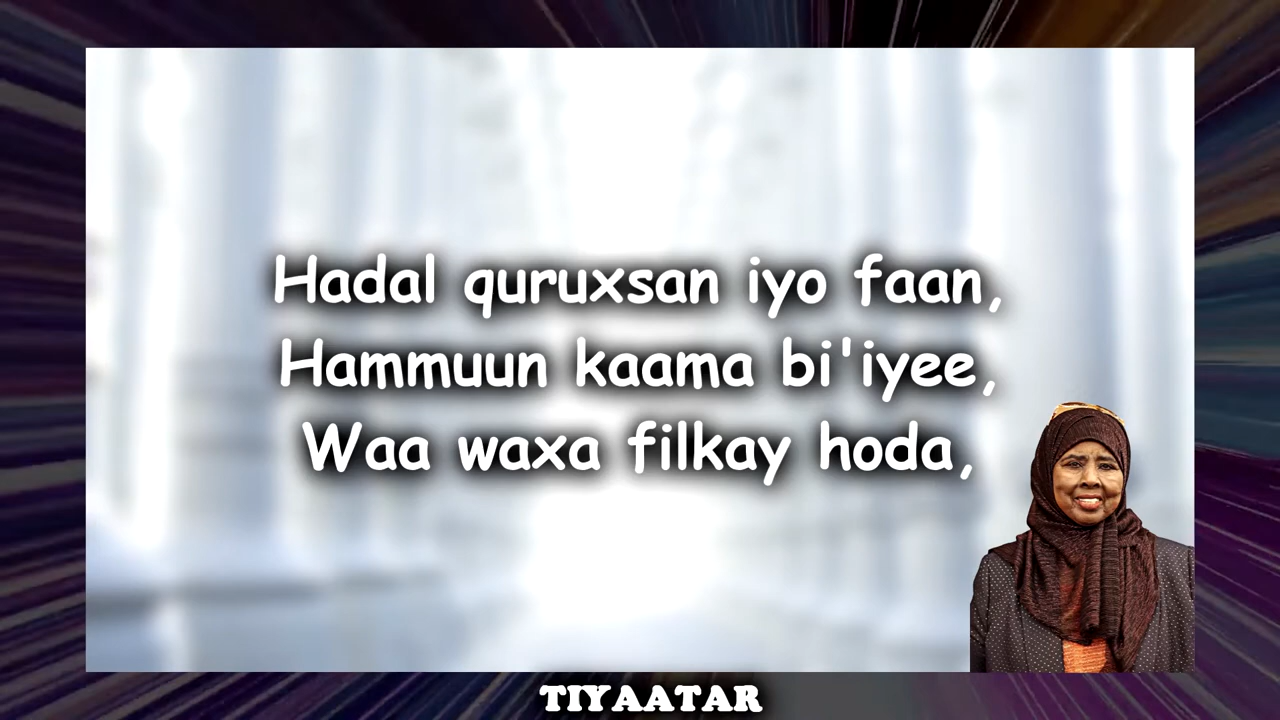 Hadal quruxsan iyo faan,
Hammuun kaama bi'iyee,
Waa waxa filkay hoda,
TIYAATAR